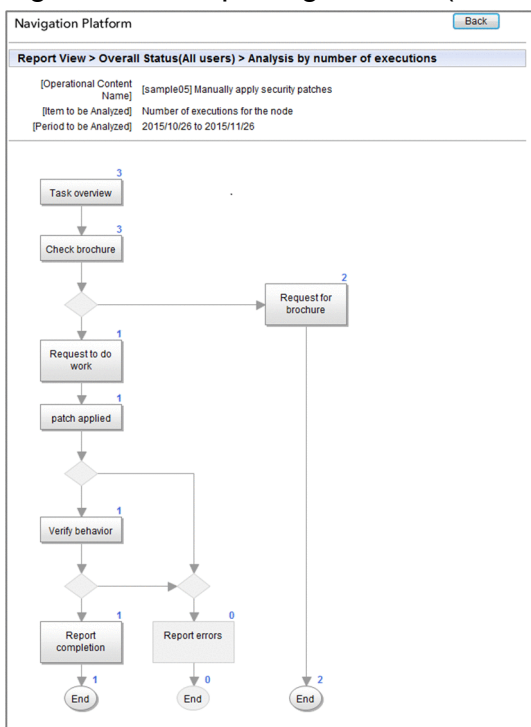 Navigation Platform
Back
Report View > Overall Status(All users) > Analysis by number of executions
[Operational Content Name] [sample05] Manually apply security patches
[Item to be Analyzed] Number of executions for the node
[Period to be Analyzed] 2015/10/26 to 2015/11/26
3
Task overview
3
Check brochure
2
Request for
brochure
1
Request to do
work
1
patch applied
1
Verify behavior
1
Report
completion
0
Report errors
1
End
0
End
2
End